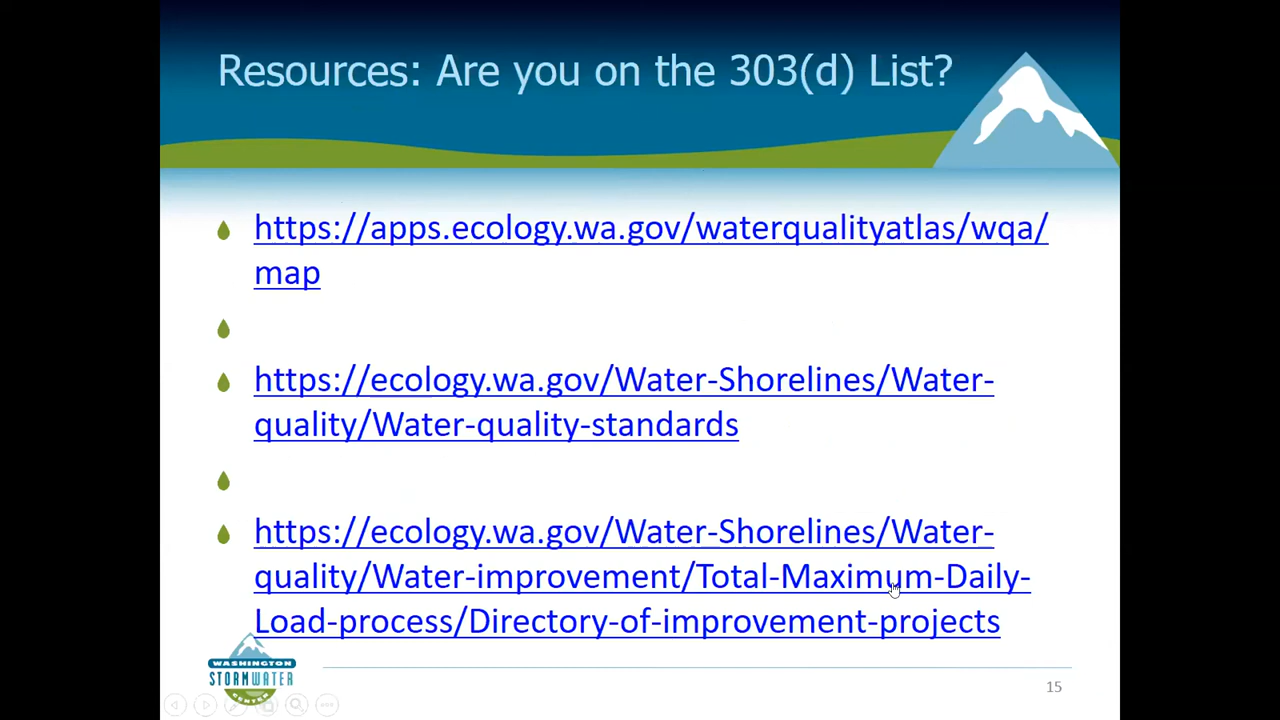 Resources: Are you on the 303(d) List?
https://apps.ecology.wa.gov/waterqualityatlas/wqa/
map
https://ecology.wa.gov/Water-Shorelines/Water-
quality/Water-quality-standards
https://ecology.wa.gov/Water-Shorelines/Water-
quality/Water-improvement/Total-Maximum-Daily-
Load-process/Directory-of-improvement-projects
WASHINGTON
STORMWATER
CENTER
15